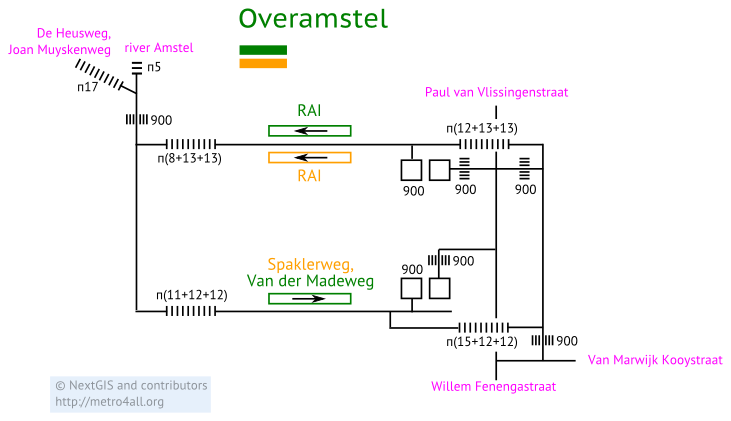 Overamstel
De Heusweg,
Joan Muyskenweg
river Amstel
п5
п17
900
RAI
Paul van Vlissingenstraat
п(12+13+13)
п(8+13+13)
RAI
900
900
900
Spaklerweg,
Van der Madeweg
900
900
п(11+12+12)
п(15+12+12)
900
Van Marwijk Kooystraat
Willem Fenengastraat
© NextGIS and contributors
http://metro4all.org